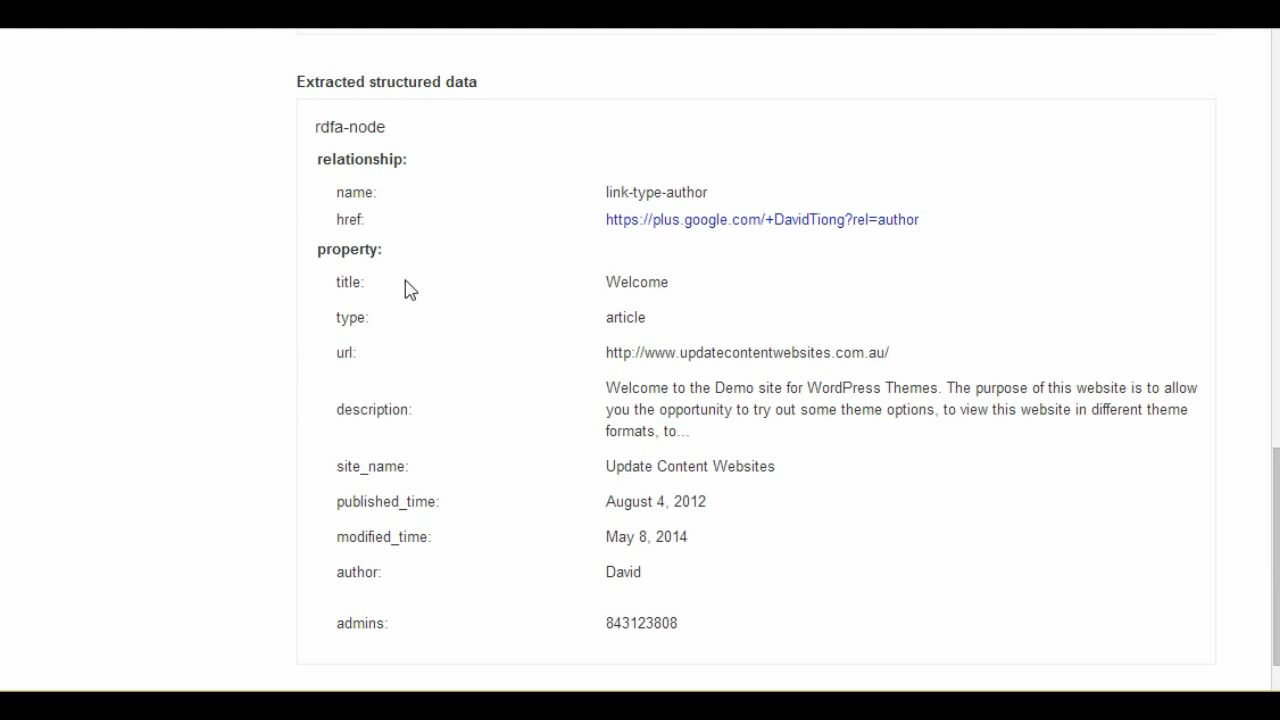 Extracted structured data
rdfa-node
relationship:
name: link-type-author
href: https://plus.google.com/+DavidTiong?rel=author
property:
title: Welcome
type: article
url: http://www.updatecontentwebsites.com.au/
Welcome to the Demo site for WordPress Themes. The purpose of this website is to allow
description: you the opportunity to try out some theme options, to view this website in different theme
formats, to...
site_name: Update Content Websites
published_time: August 4, 2012
modified_time: May 8, 2014
author: David
admins: 843123808